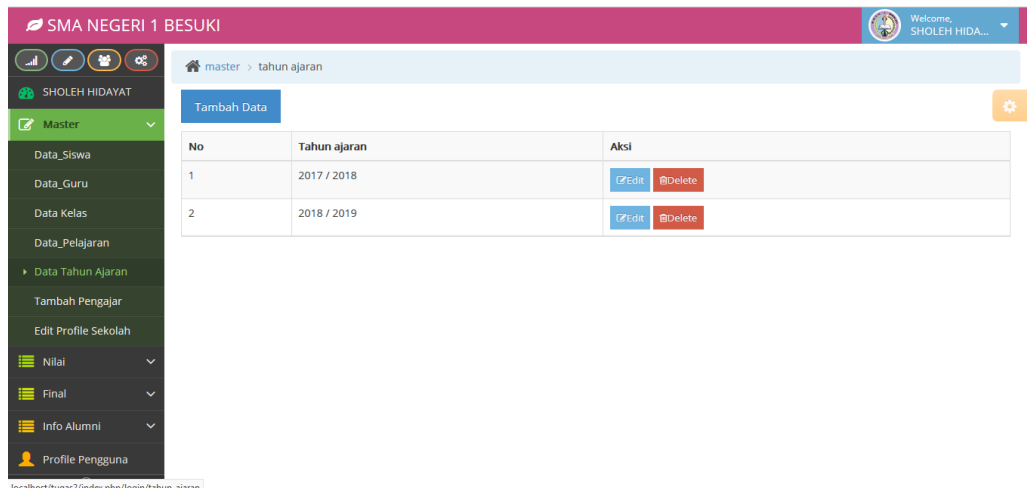 SMA NEGERI 1 BESUKI
Welcome,
SHOLEH HIDA...
SHOLEH HIDAYAT
Master
Data_Siswa
Data_Guru
Data Kelas
Data_Pelajaran
Data Tahun Ajaran
Tambah Pengajar
Edit Profile Sekolah
Nilai
Final
Info Alumni
Profile Pengguna
master > tahun ajaran
Tambah Data
No Tahun ajaran Aksi
1 2017 / 2018 Edit Delete
2 2018 / 2019 Edit Delete